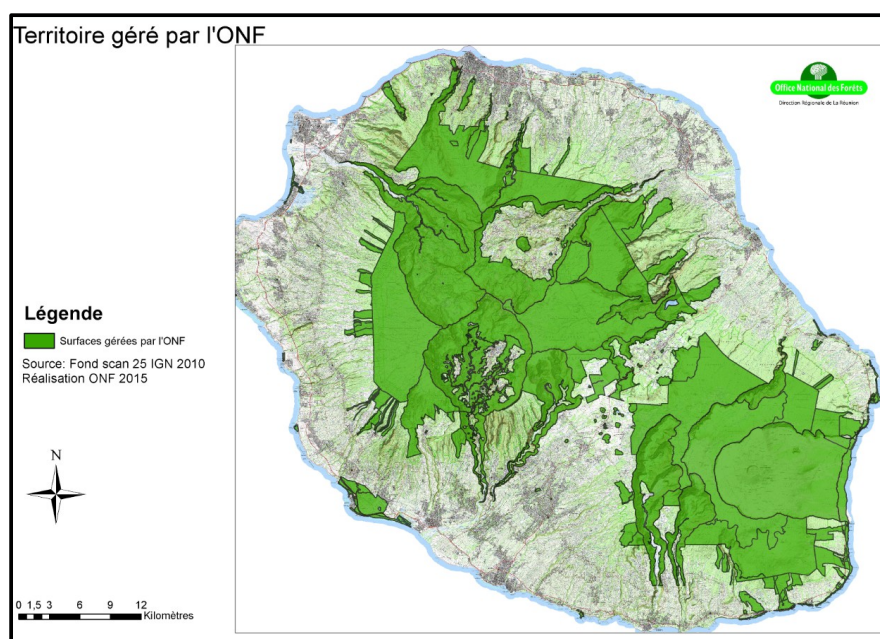 Territoire géré par l'ONF
Office National des Forêts
Direction Régionale de La Réunion
Légende
Surfaces gérées par l'ONF
Source: Fond scan 25 IGN 2010
Réalisation ONF 2015
N
0 1,5 3 6 9 12
Kilomètres